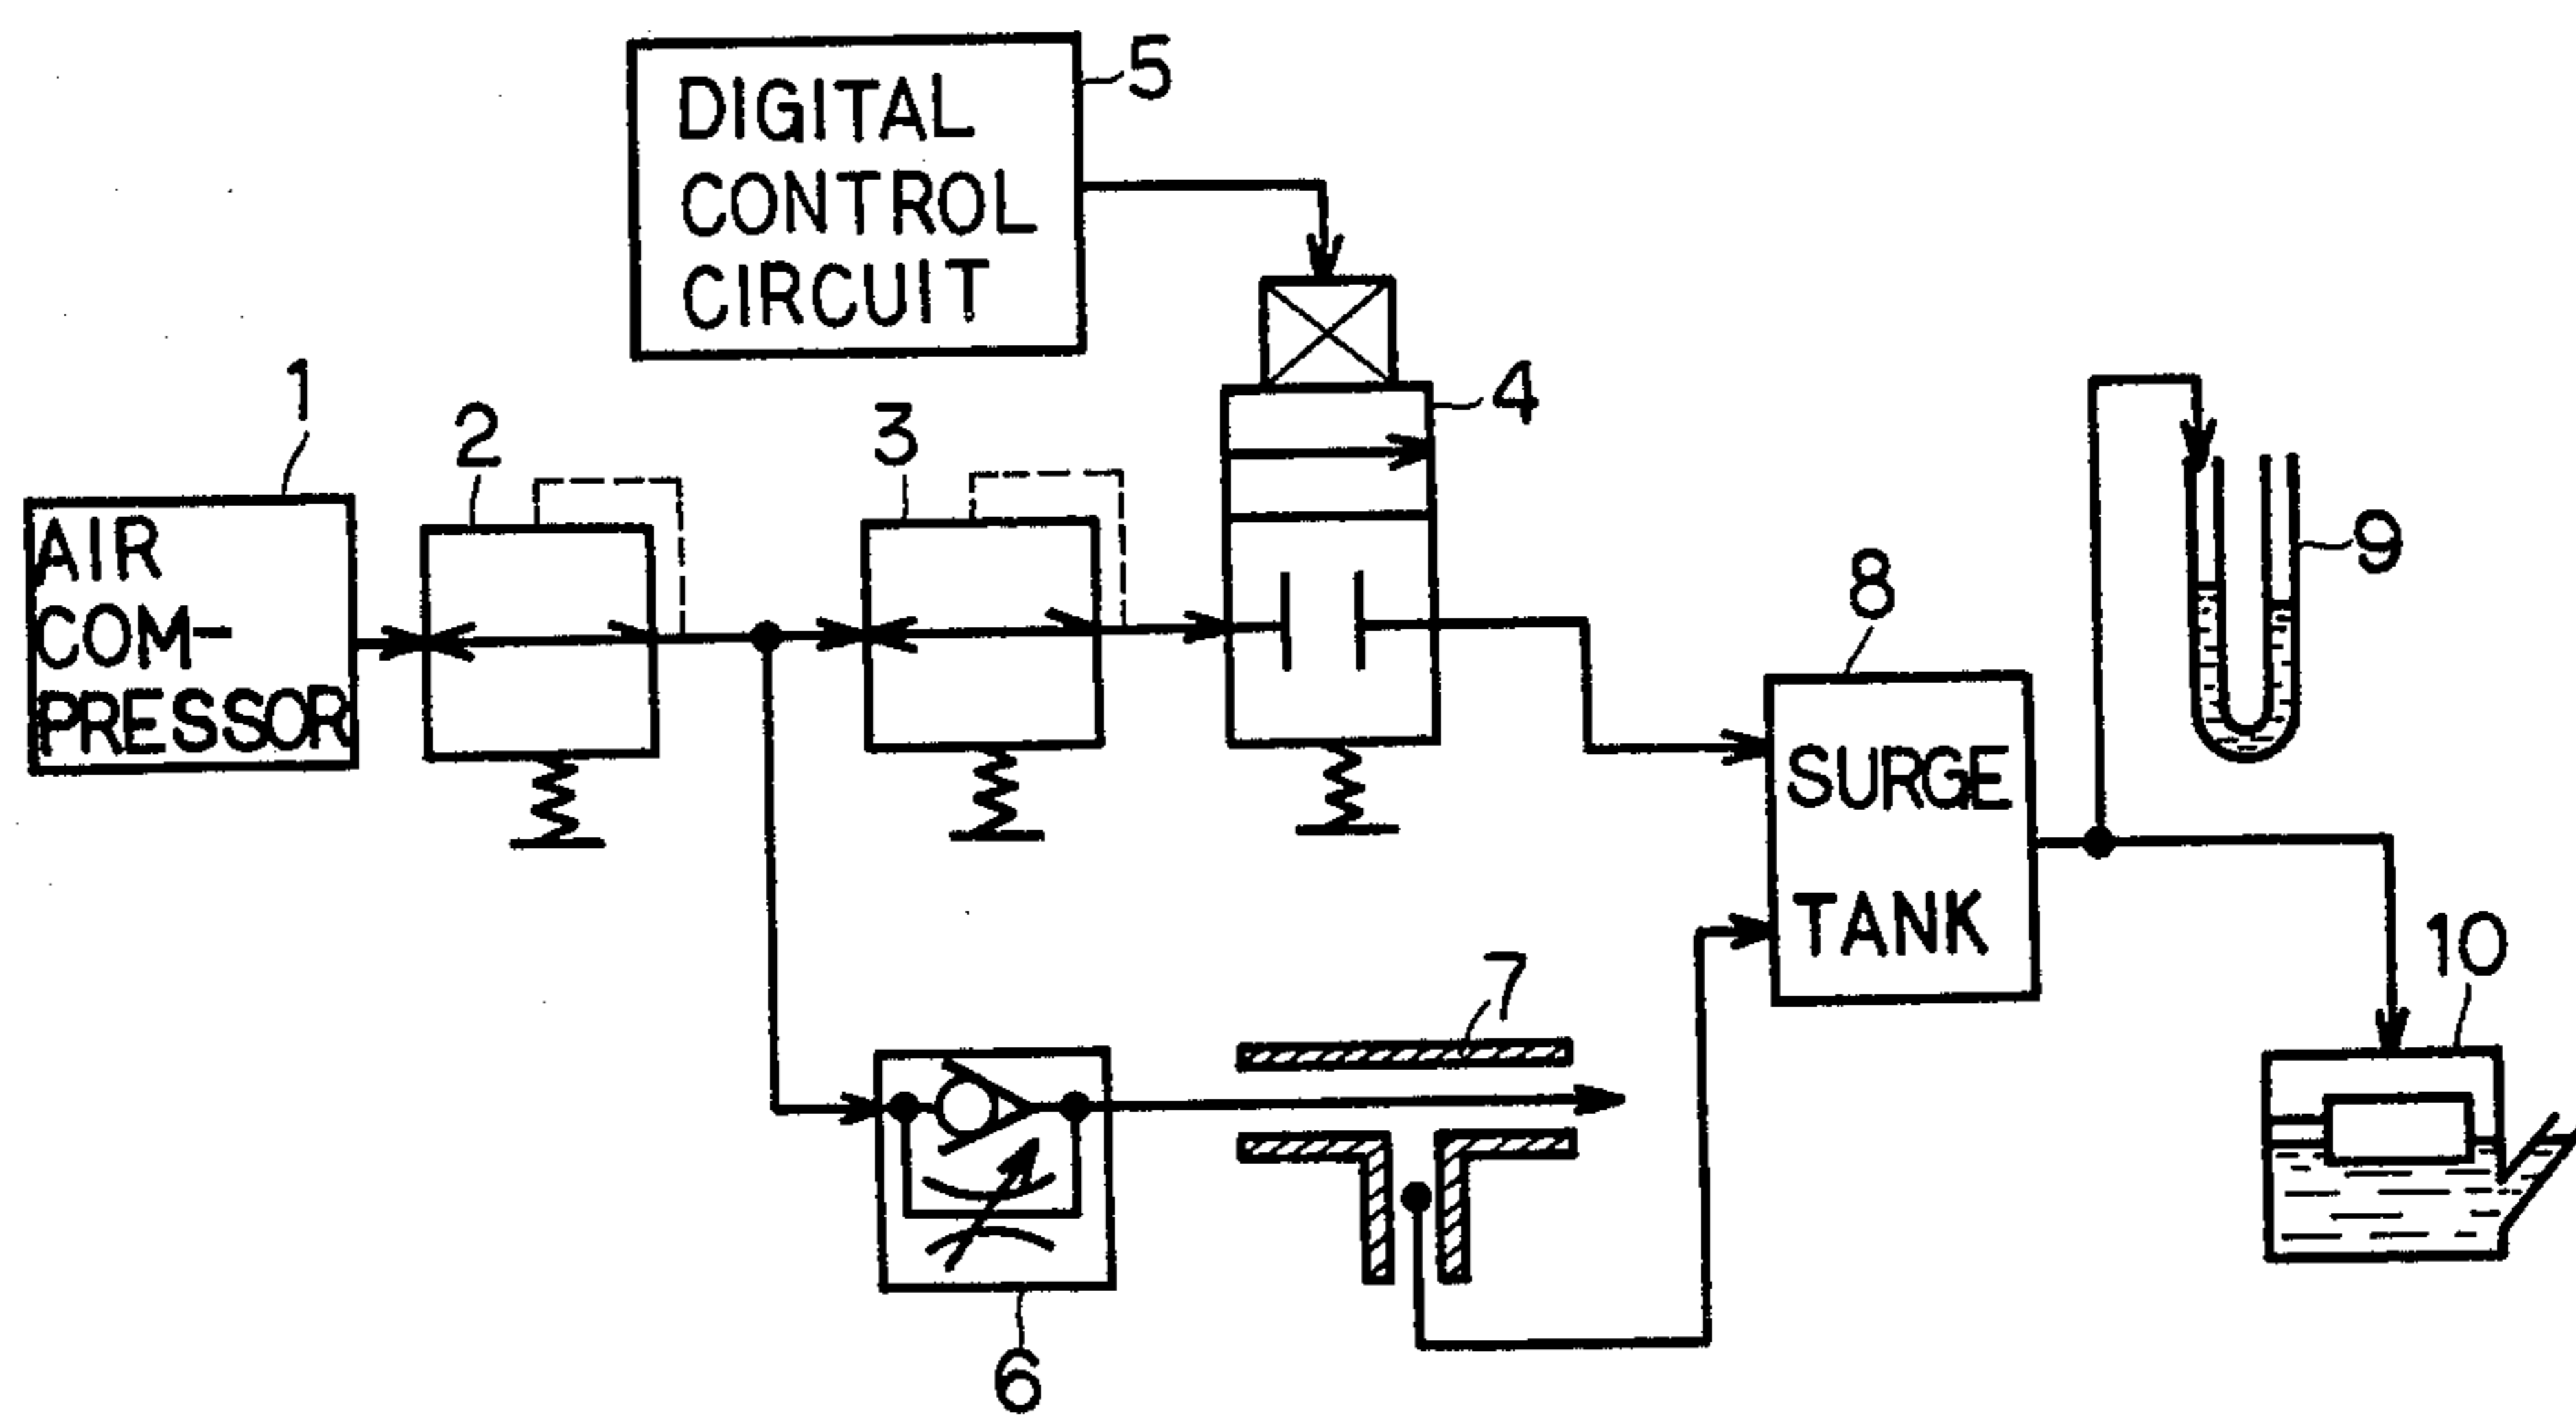 DIGITAL
CONTROL
CIRCUIT
5
1
2
3
4
AIR
COM-
PRESSOR
8
9
SURGE
TANK
7
10
6